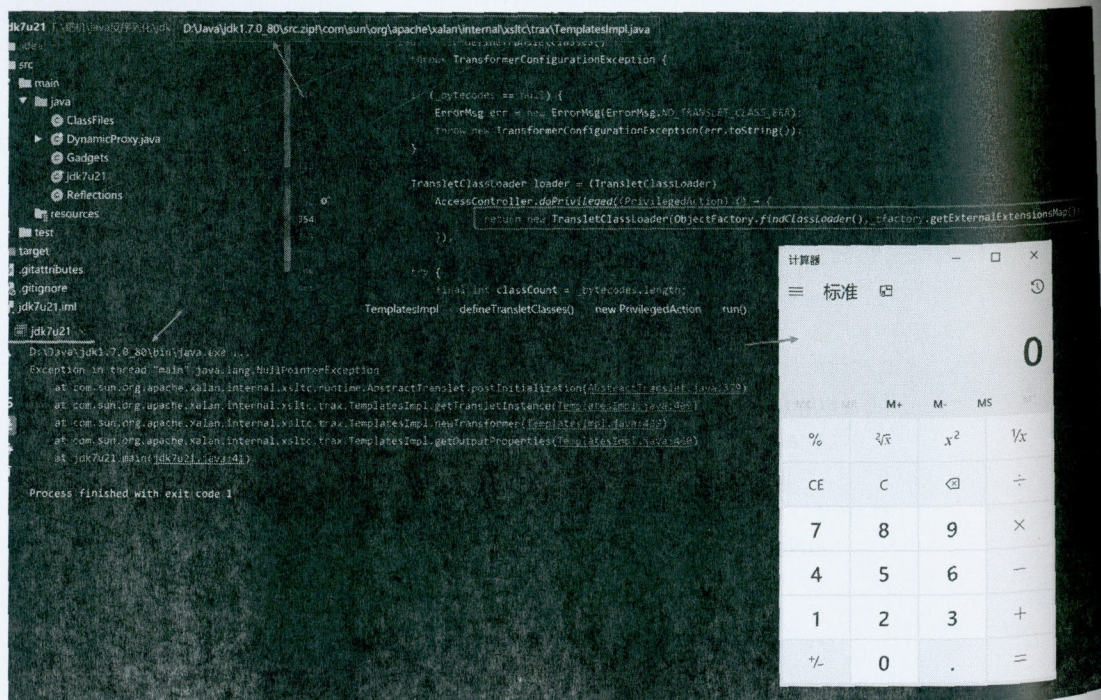 jdk7u21
D:\Java\jdk1.7.0_80\src.zip!\com\sun\org\apache\xalan\internal\xsltc\trax\TemplatesImpl.java
.idea
src
main
java
ClassFiles
DynamicProxy.java
Gadgets
jdk7u21
Reflections
resources
test
target
.gitattributes
.gitignore
jdk7u21.iml
throws TransformerConfigurationException {
if (_bytecodes == null) {
ErrorMsg err = new ErrorMsg(ErrorMsg.NO_TRANSLET_CLASS_ERR)
throw new TransformerConfigurationException(err.toString());
}
TransletClassLoader loader = (TransletClassLoader)
AccessController.doPrivileged((PrivilegedAction) () → {
354
return new TransletClassLoader(ObjectFactory.findClassLoader(),_tfactory.getExternalExtensionsMap());
});
try {
final int classCount = _bytecodes.length;
TemplatesImpl defineTransletClasses() new PrivilegedAction run()
jdk7u21 ×
D:\Java\jdk1.7.0_80\bin\java.exe ...
Exception in thread "main" java.lang.NullPointerException
at com.sun.org.apache.xalan.internal.xsltc.runtime.AbstractTranslet.postInitialization(AbstractTranslet.java:379)
at com.sun.org.apache.xalan.internal.xsltc.trax.TemplatesImpl.getTransletInstance(TemplatesImpl.java
at com.sun.org.apache.xalan.internal.xsltc.trax.TemplatesImpl.newTransformer(TemplatesImpl.java
at com.sun.org.apache.xalan.internal.xsltc.trax.TemplatesImpl.getOutputProperties(TemplatesImpl.java
at jdk7u21.main(jdk7u21.java:41)
Process finished with exit code 1
计算器
标准
0
MC MR M+ M- MS
% ²√x x² 1/x
CE C ÷
7 8 9 ×
4 5 6 −
1 2 3 +
+/- 0 . =